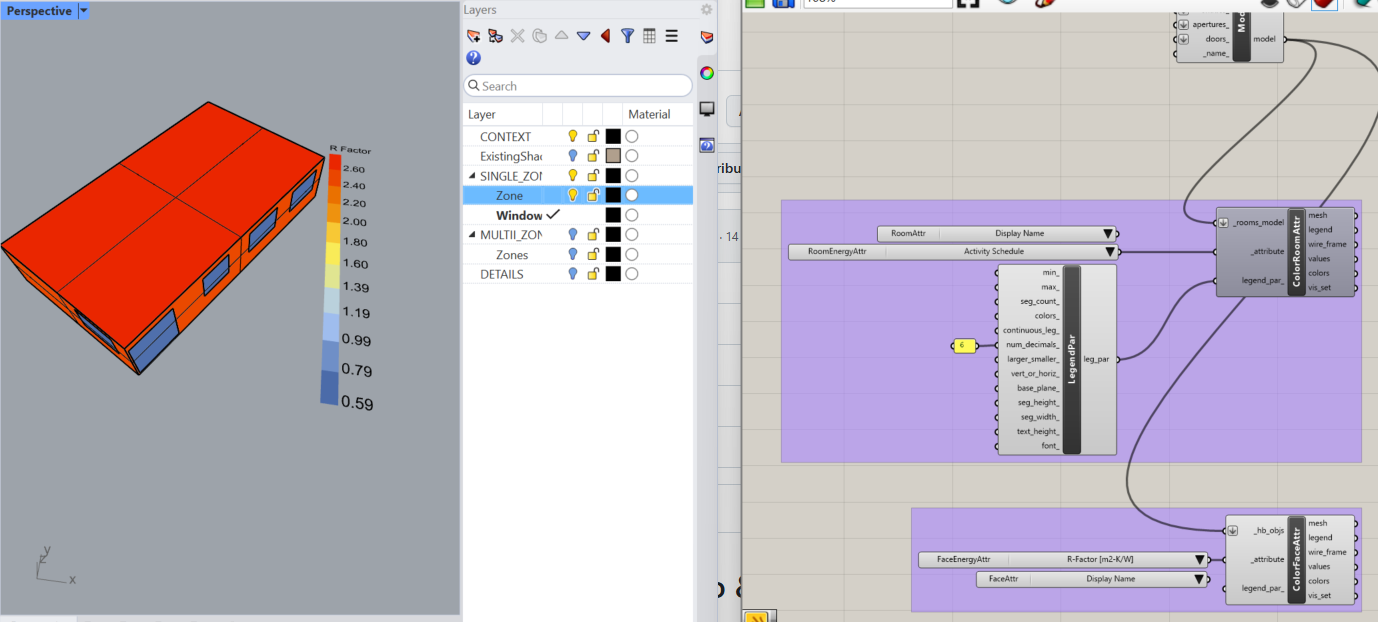 Perspective
R Factor
2.60
2.40
2.20
2.00
1.80
1.60
1.39
1.19
0.99
0.79
0.59
y
z
x
Layers
Search
Layer Material
CONTEXT
ExistingSha
SINGLE_ZON
Zone
Window
MULTII_ZON
Zones
DETAILS
ribu
14
apertures_
doors_
_name_
model
RoomAttr Display Name
RoomEnergyAttr Activity Schedule
min_
max_
seg_count_
colors_
continuous_leg_
num_decimals_
larger_smaller_
vert_or_horiz_
base_plane_
seg_height_
seg_width_
text_height_
font_
LegendPar
leg_par
6
_rooms_model
_attribute
legend_par_
ColorRoomAttr
mesh
legend
wire_frame
values
colors
vis_set
FaceEnergyAttr R-Factor [m2-K/W]
FaceAttr Display Name
_hb_objs
_attribute
legend_par_
ColorFaceAttr
mesh
legend
wire_frame
values
colors
vis_set